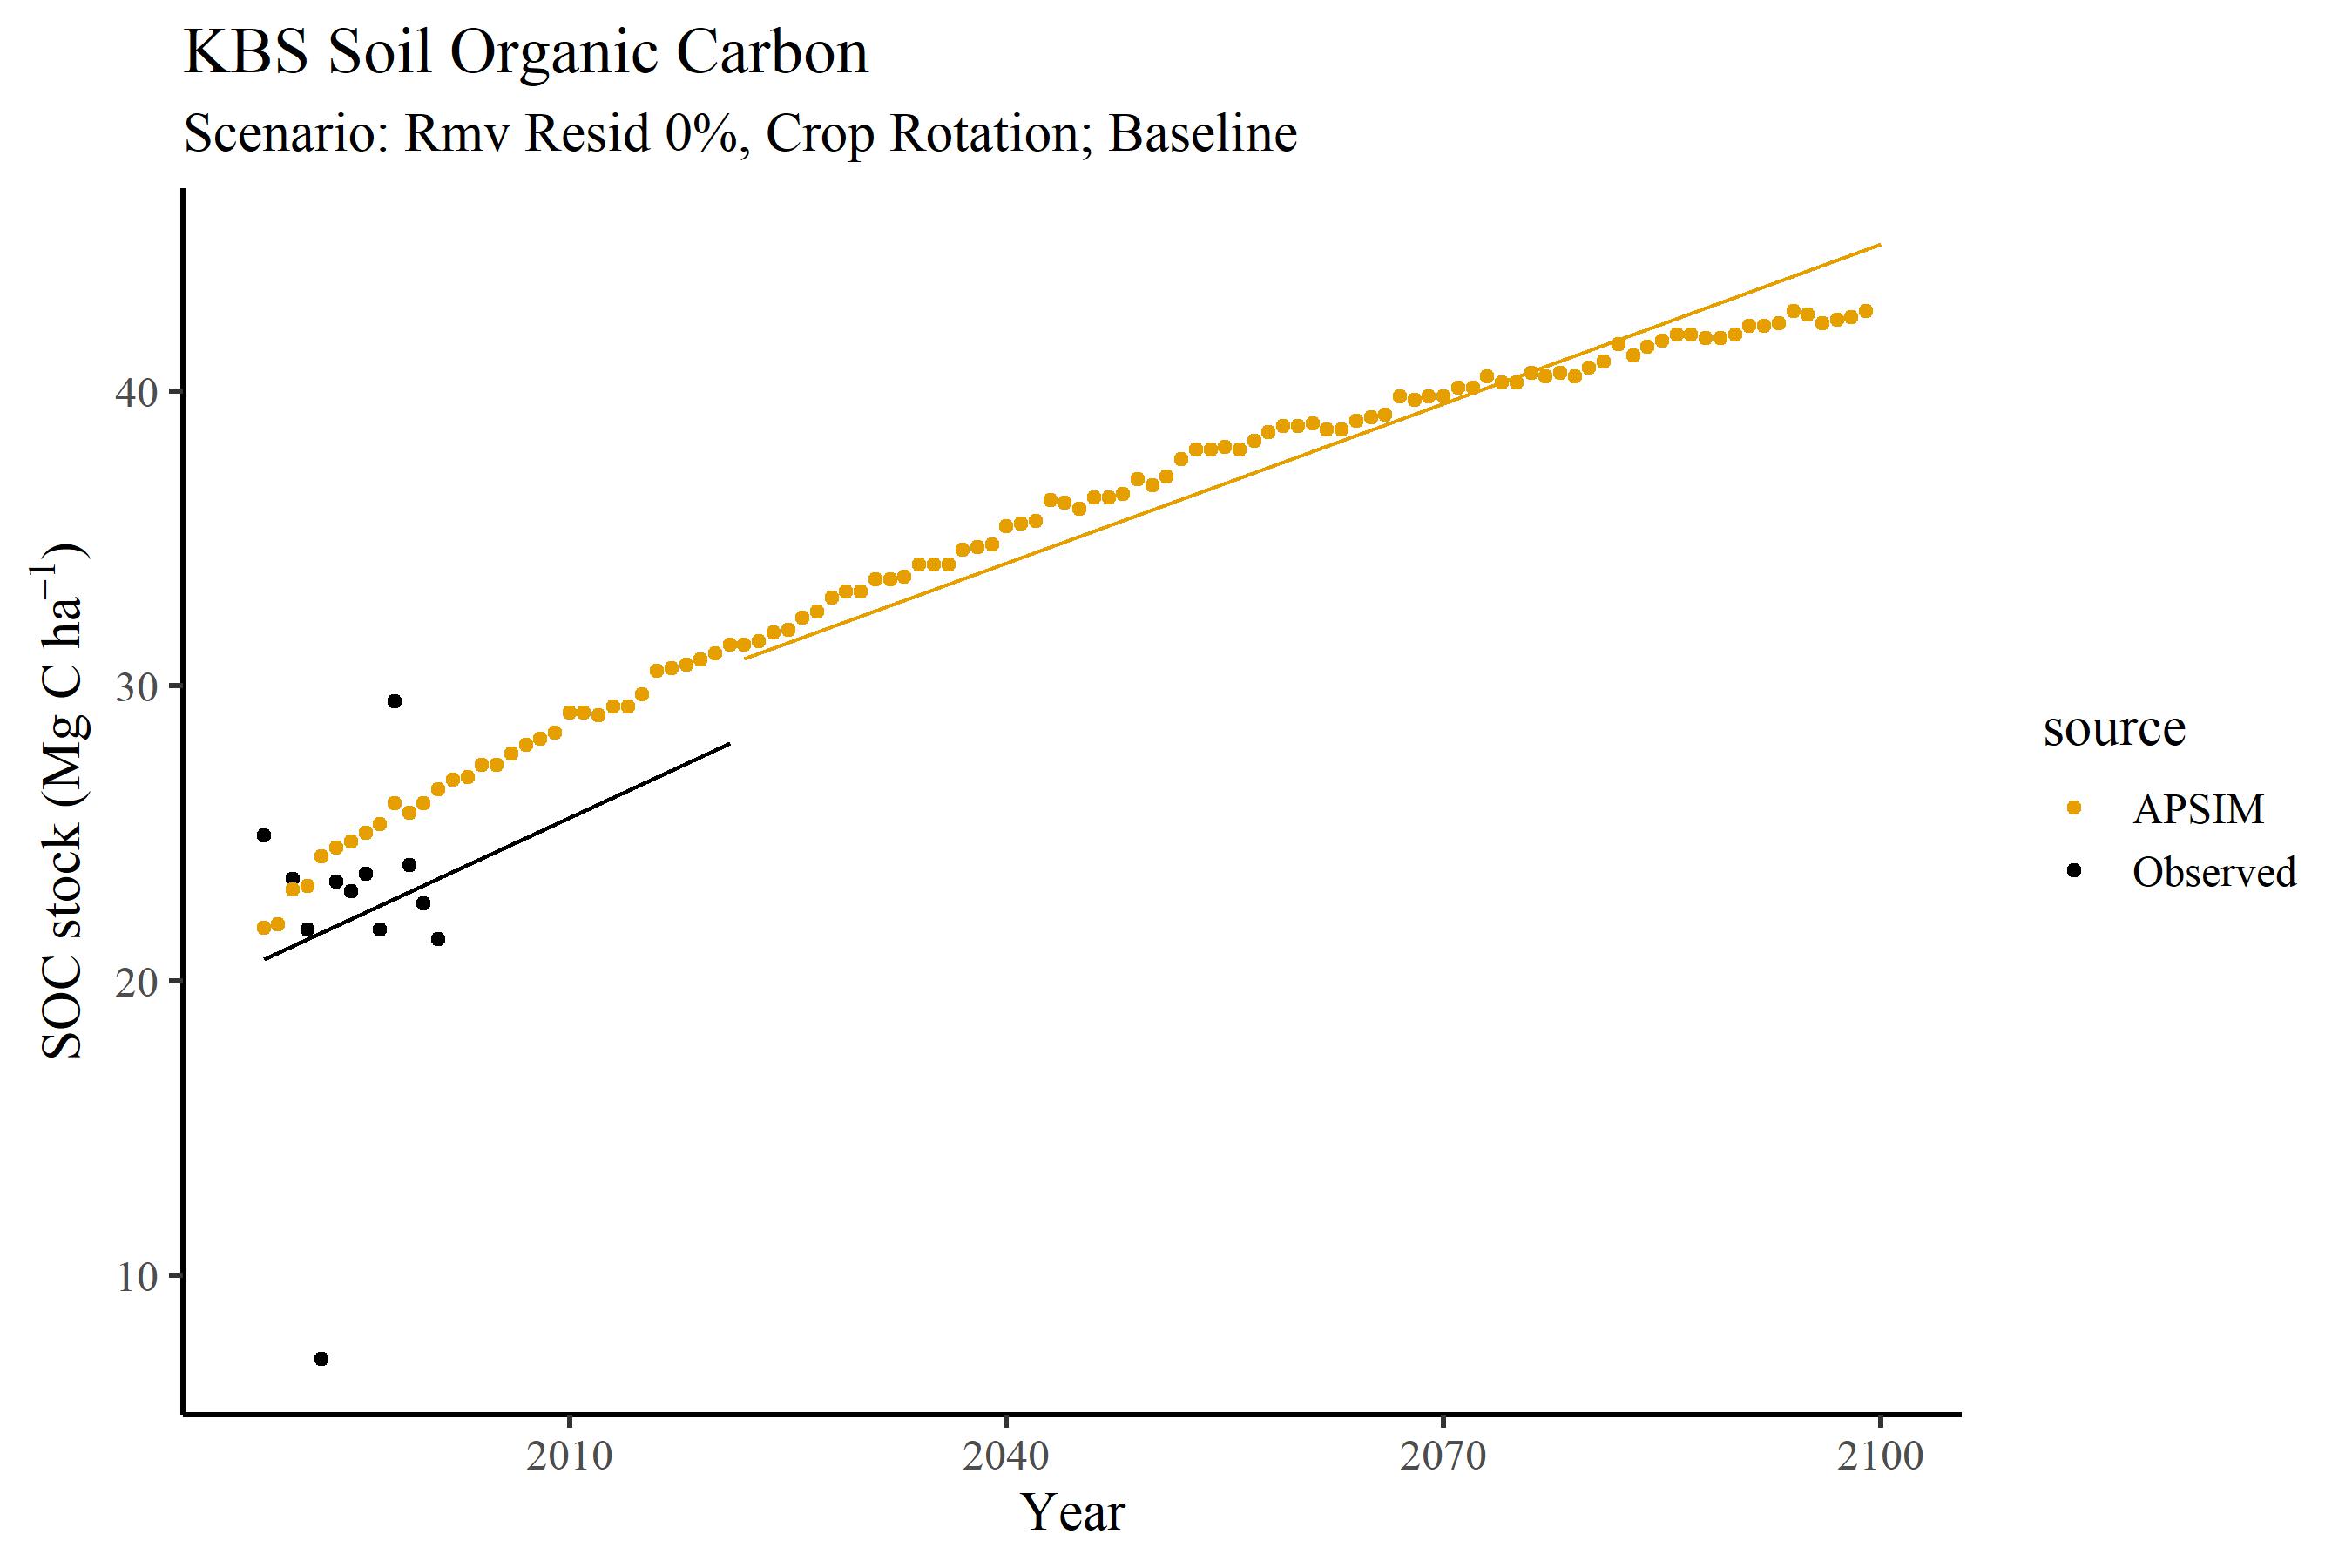 KBS Soil Organic Carbon
Scenario: Rmv Resid 0%, Crop Rotation; Baseline
SOC stock (Mg C ha⁻¹)
40
30
20
10
2010
2040
2070
2100
Year
source
APSIM
Observed